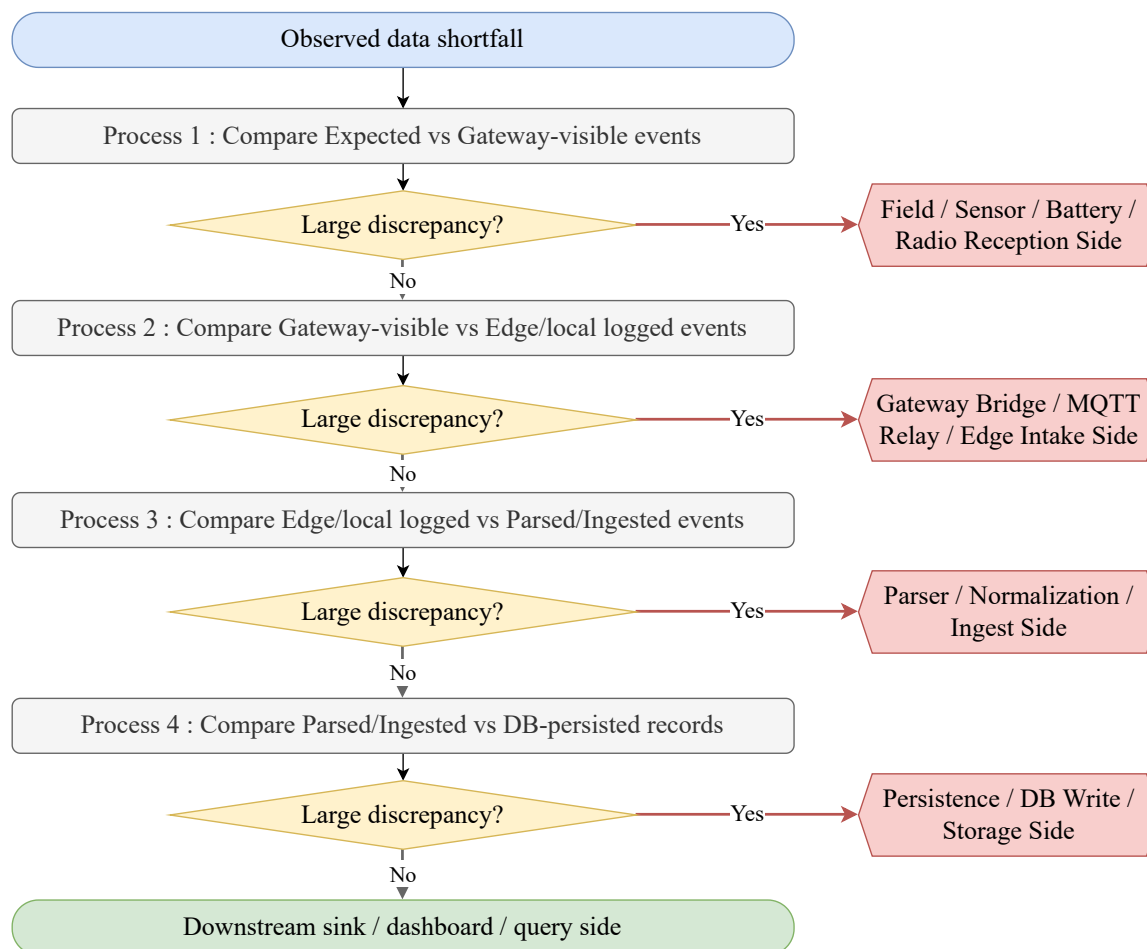 Observed data shortfall
Process 1 : Compare Expected vs Gateway-visible events
Large discrepancy?
Yes
Field / Sensor / Battery /
Radio Reception Side
No
Process 2 : Compare Gateway-visible vs Edge/local logged events
Large discrepancy?
Yes
Gateway Bridge / MQTT
Relay / Edge Intake Side
No
Process 3 : Compare Edge/local logged vs Parsed/Ingested events
Large discrepancy?
Yes
Parser / Normalization /
Ingest Side
No
Process 4 : Compare Parsed/Ingested vs DB-persisted records
Large discrepancy?
Yes
Persistence / DB Write /
Storage Side
No
Downstream sink / dashboard / query side